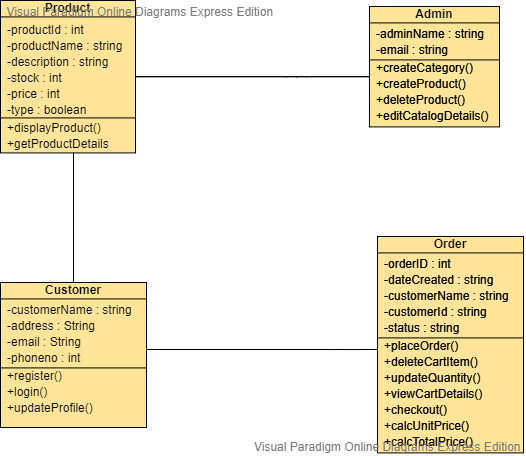 Visual Paradigm Online Diagrams Express Edition
Product
-productId : int
-productName : string
-description : string
-stock : int
-price : int
-type : boolean
+displayProduct()
+getProductDetails
Admin
-adminName : string
-email : string
+createCategory()
+createProduct()
+deleteProduct()
+editCatalogDetails()
Customer
-customerName : string
-address : String
-email : String
-phoneno : int
+register()
+login()
+updateProfile()
Order
-orderID : int
-dateCreated : string
-customerName : string
-customerId : string
-status : string
+placeOrder()
+deleteCartItem()
+updateQuantity()
+viewCartDetails()
+checkout()
+calcUnitPrice()
+calcTotalPrice()
Visual Paradigm Online Diagrams Express Edition